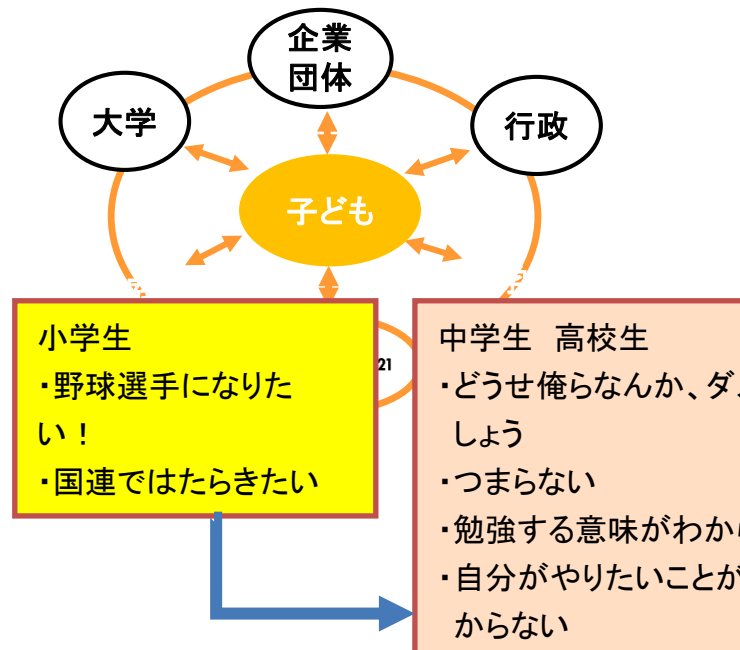 企業
団体
大学
行政
子ども
21
小学生
・野球選手になりた
い！
・国連ではたらきたい
中学生 高校生
・どうせ俺らなんか、ダ
しょう
・つまらない
・勉強する意味がわか
・自分がやりたいことが
からない